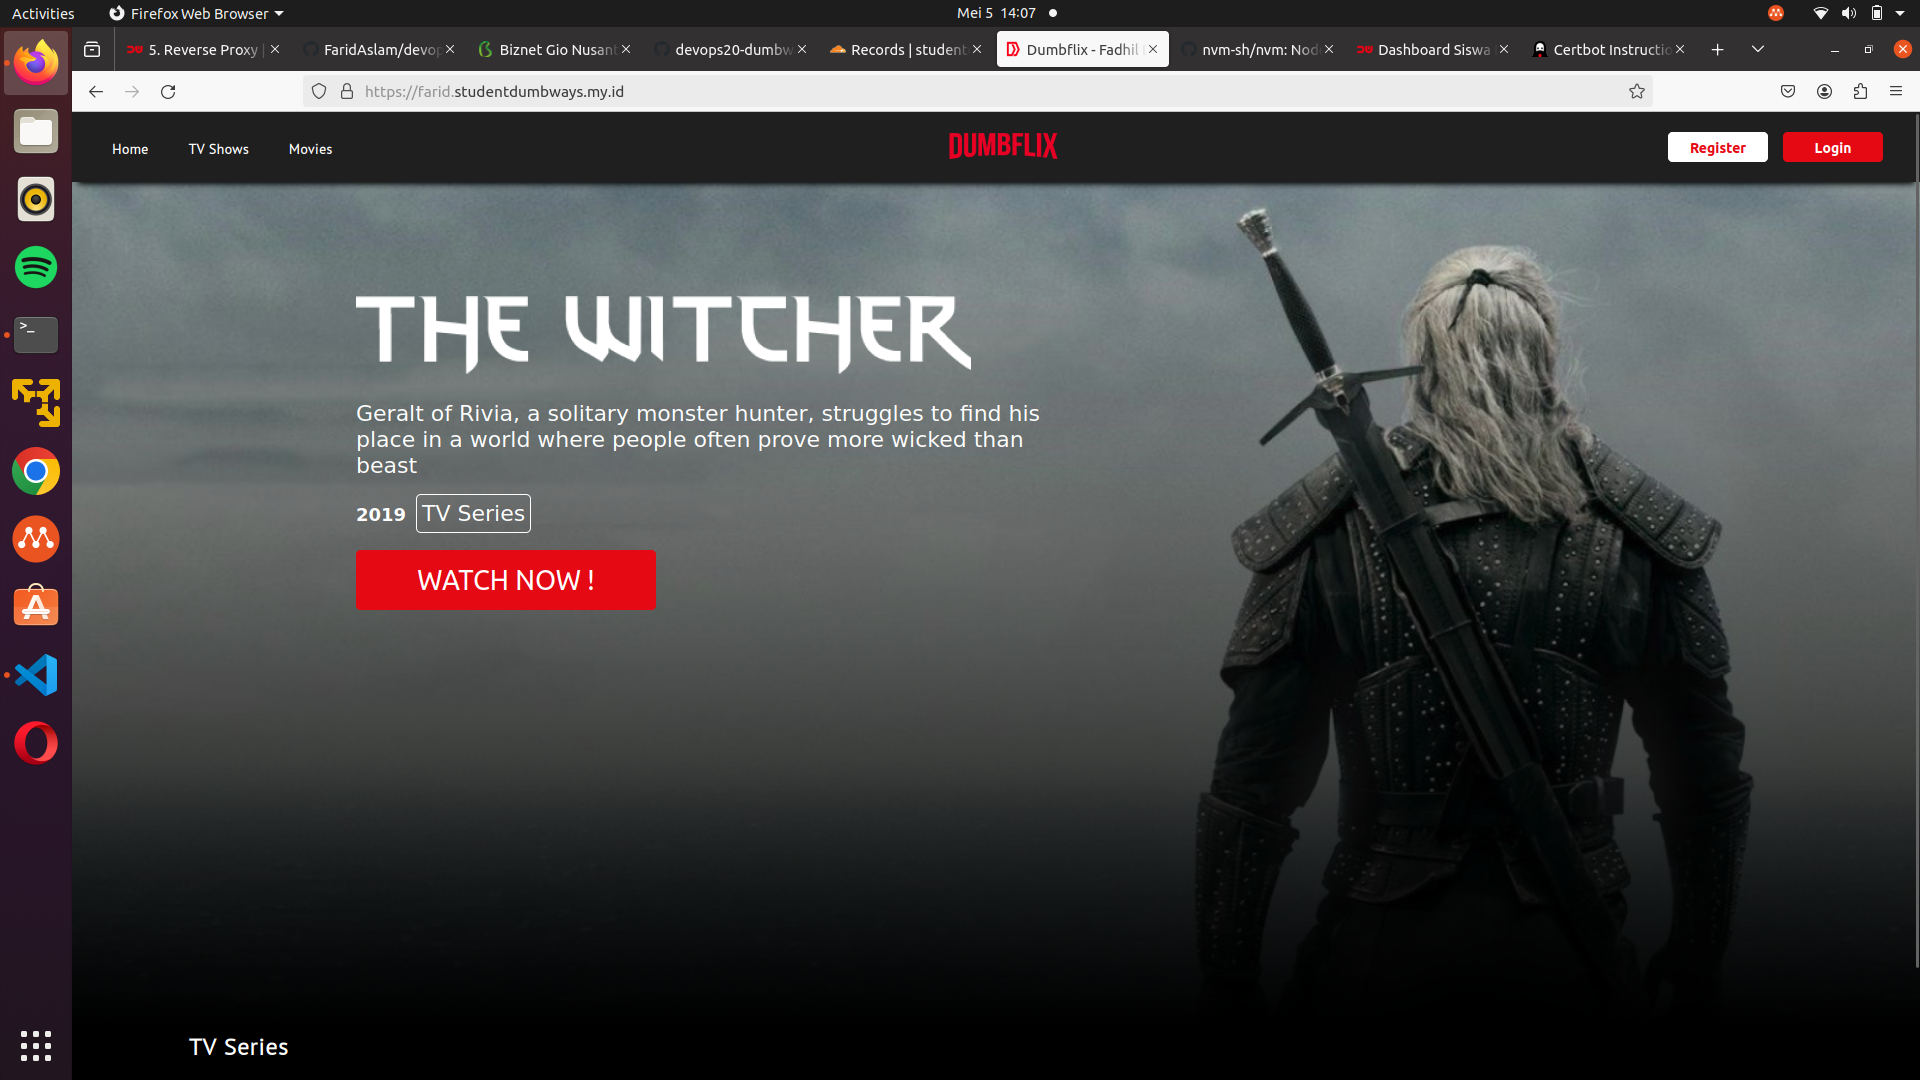 Activities
Firefox Web Browser
Mei 5 14:07
5. Reverse Proxy |
FaridAslam/devop
Biznet Gio Nusant
devops20-dumbw
Records | student
Dumbflix - Fadhil
nvm-sh/nvm: Nod
Dashboard Siswa
Certbot Instructio
https://farid.studentdumbways.my.id
Home
TV Shows
Movies
DUMBFLIX
Register
Login
THE WITCHER
Geralt of Rivia, a solitary monster hunter, struggles to find his
place in a world where people often prove more wicked than
beast
2019
TV Series
WATCH NOW !
TV Series